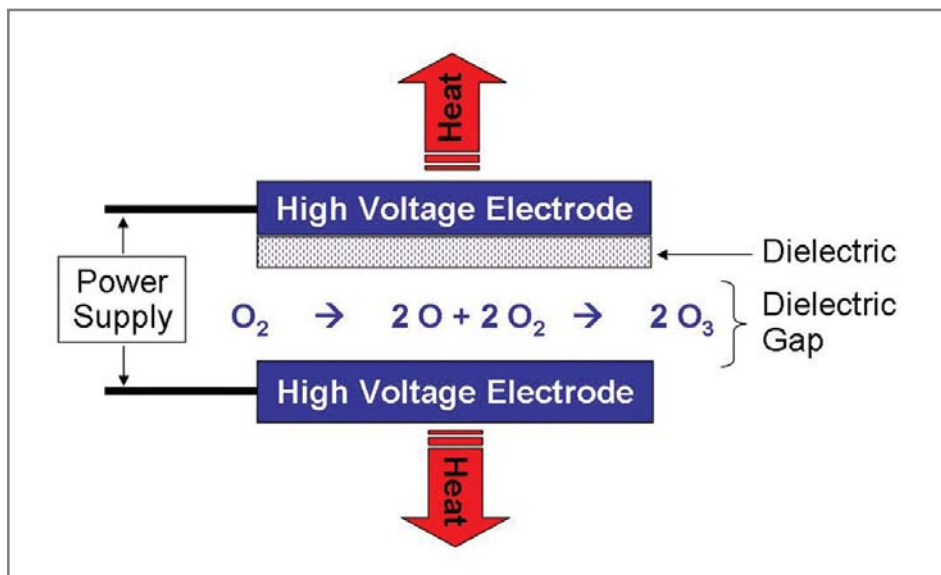 Heat
High Voltage Electrode
Dielectric
Power
Supply
O₂ → 2 O + 2 O₂ → 2 O₃
Dielectric
Gap
High Voltage Electrode
Heat